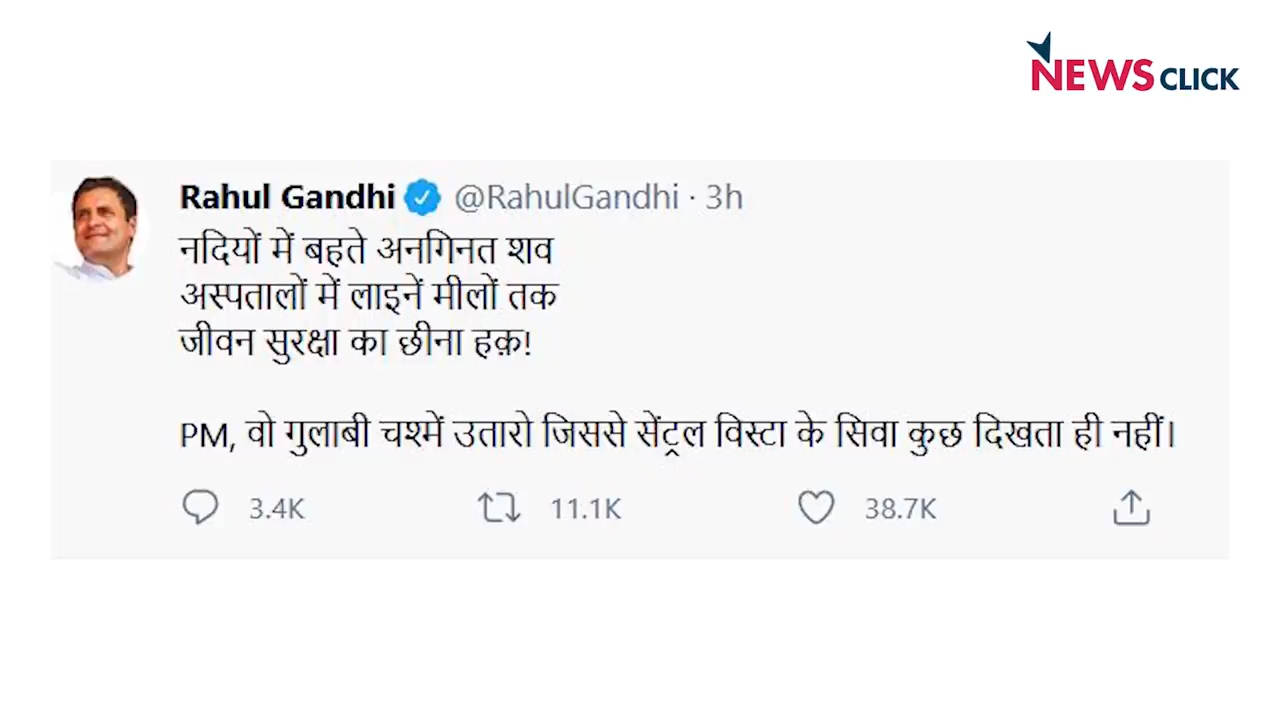 NEWSCLICK
Rahul Gandhi @RahulGandhi · 3h
नदियों में बहते अनगिनत शव
अस्पतालों में लाइनें मीलों तक
जीवन सुरक्षा का छीना हक़!
PM, वो गुलाबी चश्में उतारो जिससे सेंट्रल विस्टा के सिवा कुछ दिखता ही नहीं।
3.4K 11.1K 38.7K